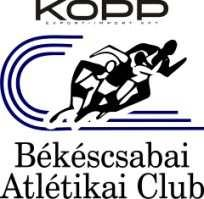 KOPP
EXPORT-IMPORT KFT
Békéscsabai
Atlétikai Club